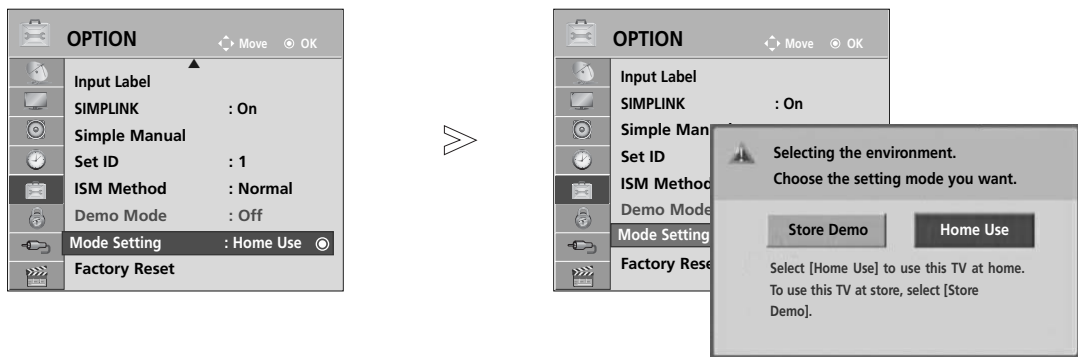 OPTION
Move OK
Input Label
SIMPLINK : On
Simple Manual
Set ID : 1
ISM Method : Normal
Demo Mode : Off
Mode Setting : Home Use
Factory Reset
OPTION
Move OK
Input Label
SIMPLINK : On
Simple Man
Set ID
ISM Method
Demo Mode
Mode Setting
Factory Rese
Selecting the environment.
Choose the setting mode you want.
Store Demo Home Use
Select [Home Use] to use this TV at home.
To use this TV at store, select [Store
Demo].